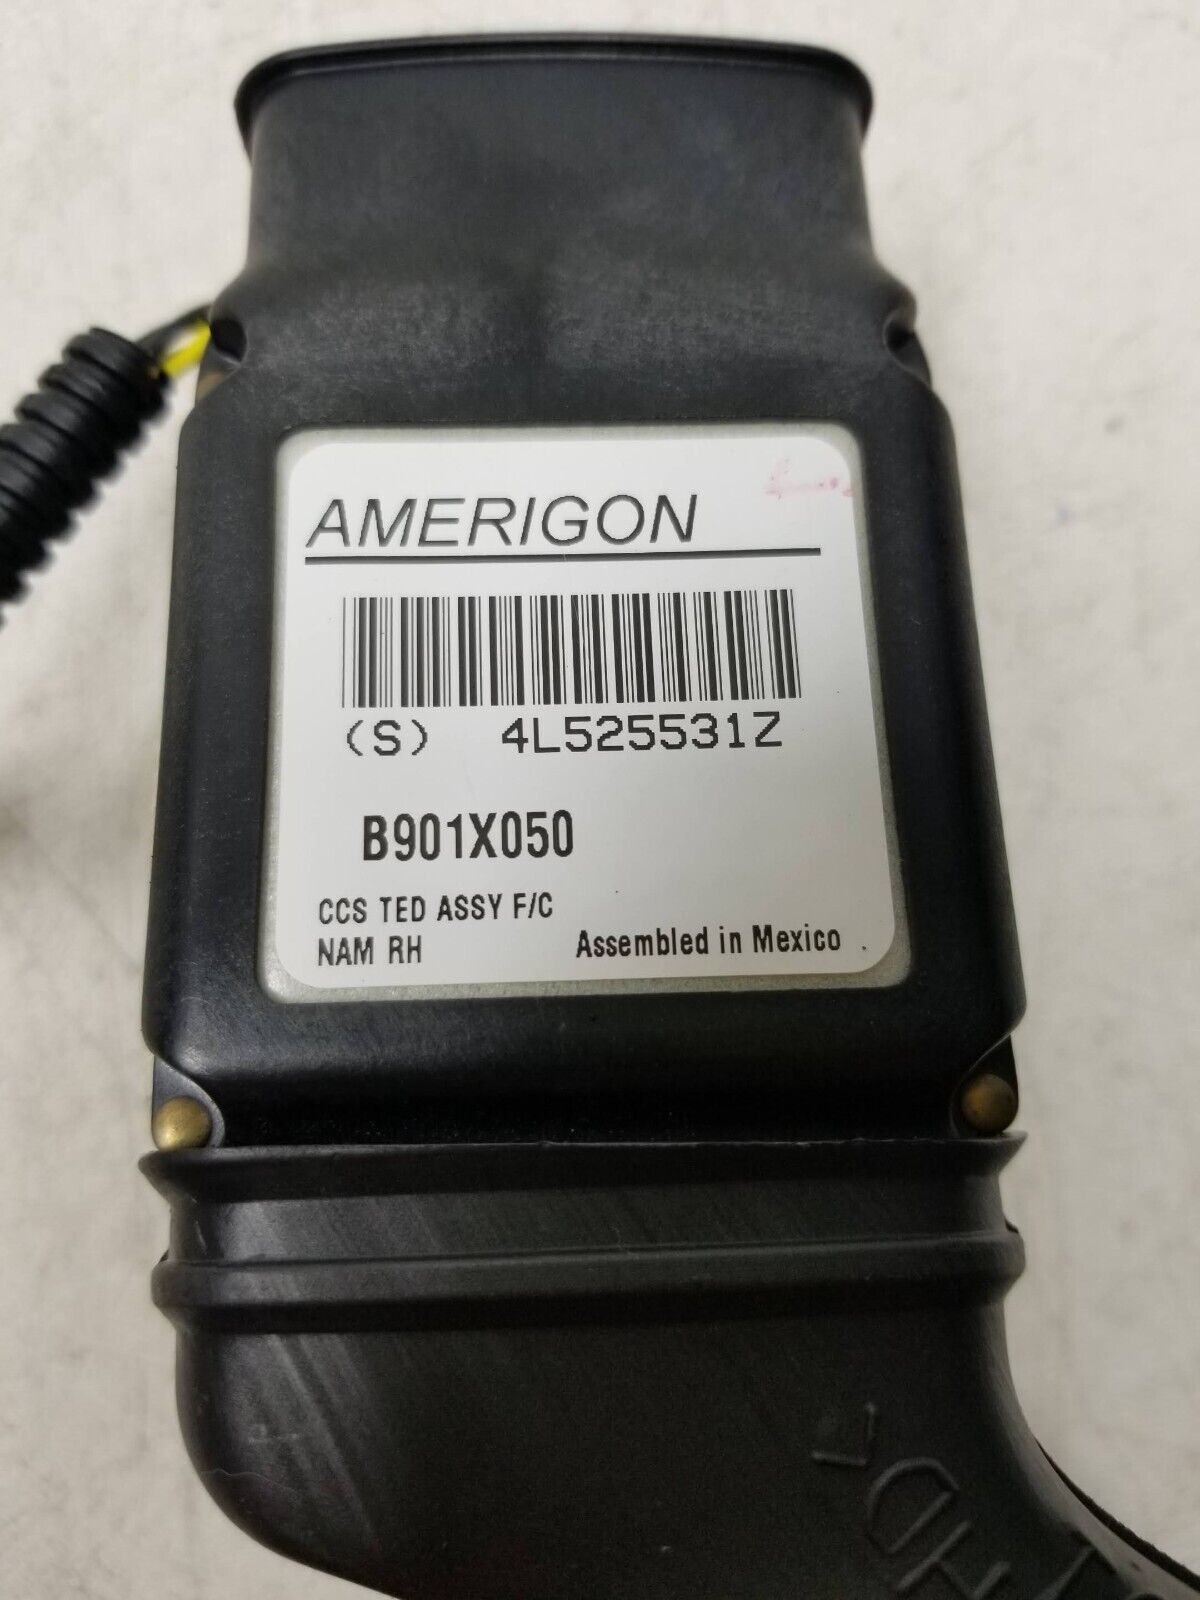 AMERIGON
(S) 4L525531Z
B901X050
CCS TED ASSY F/C
NAM RH
Assembled in Mexico